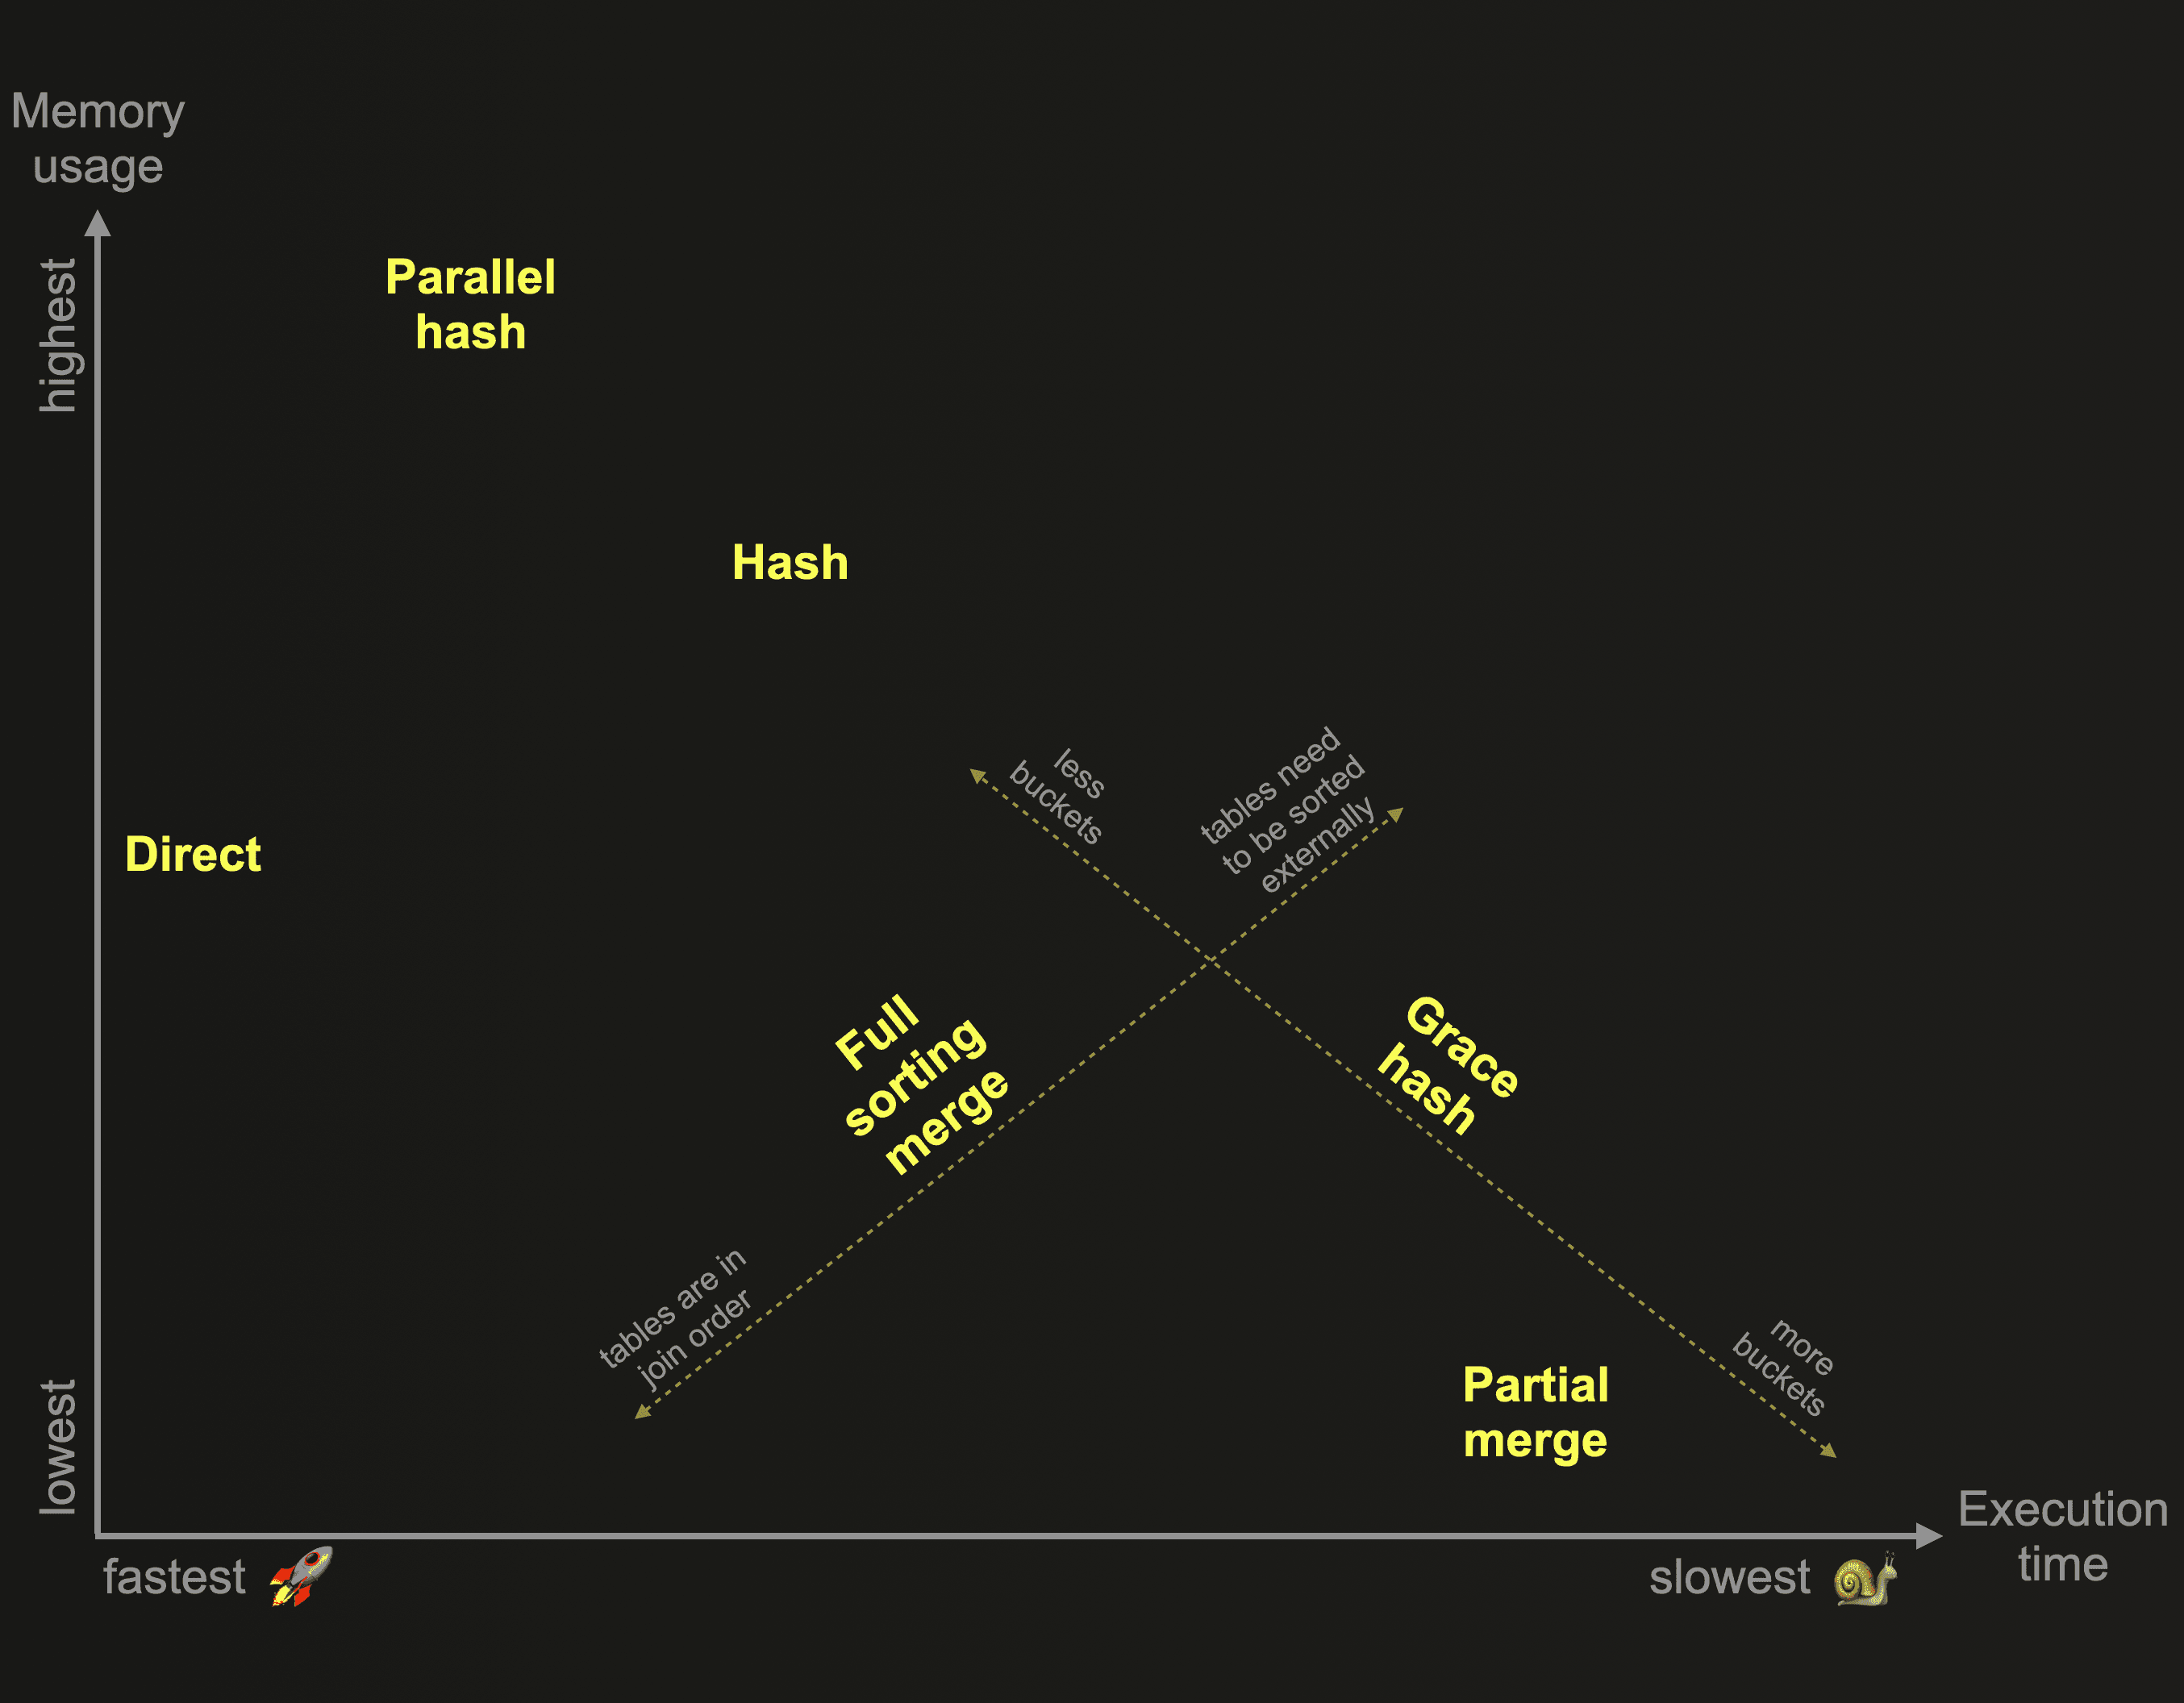 Memory
usage
highest
Parallel
hash
Hash
less
buckets
tables need
to be sorted
externally
Direct
Full
sorting
merge
Grace
hash
tables are in
join order
more
buckets
Partial
merge
lowest
Execution
time
fastest
slowest